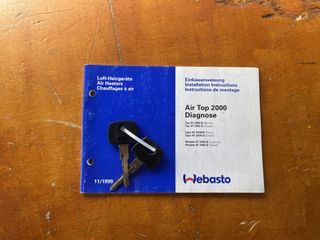 Luft-Heizgeräte
Air Heaters
Chauffages à air
Einbauanweisung
Installation Instructions
Instructions de montage
Air Top 2000
Diagnose
11/1999
Webasto